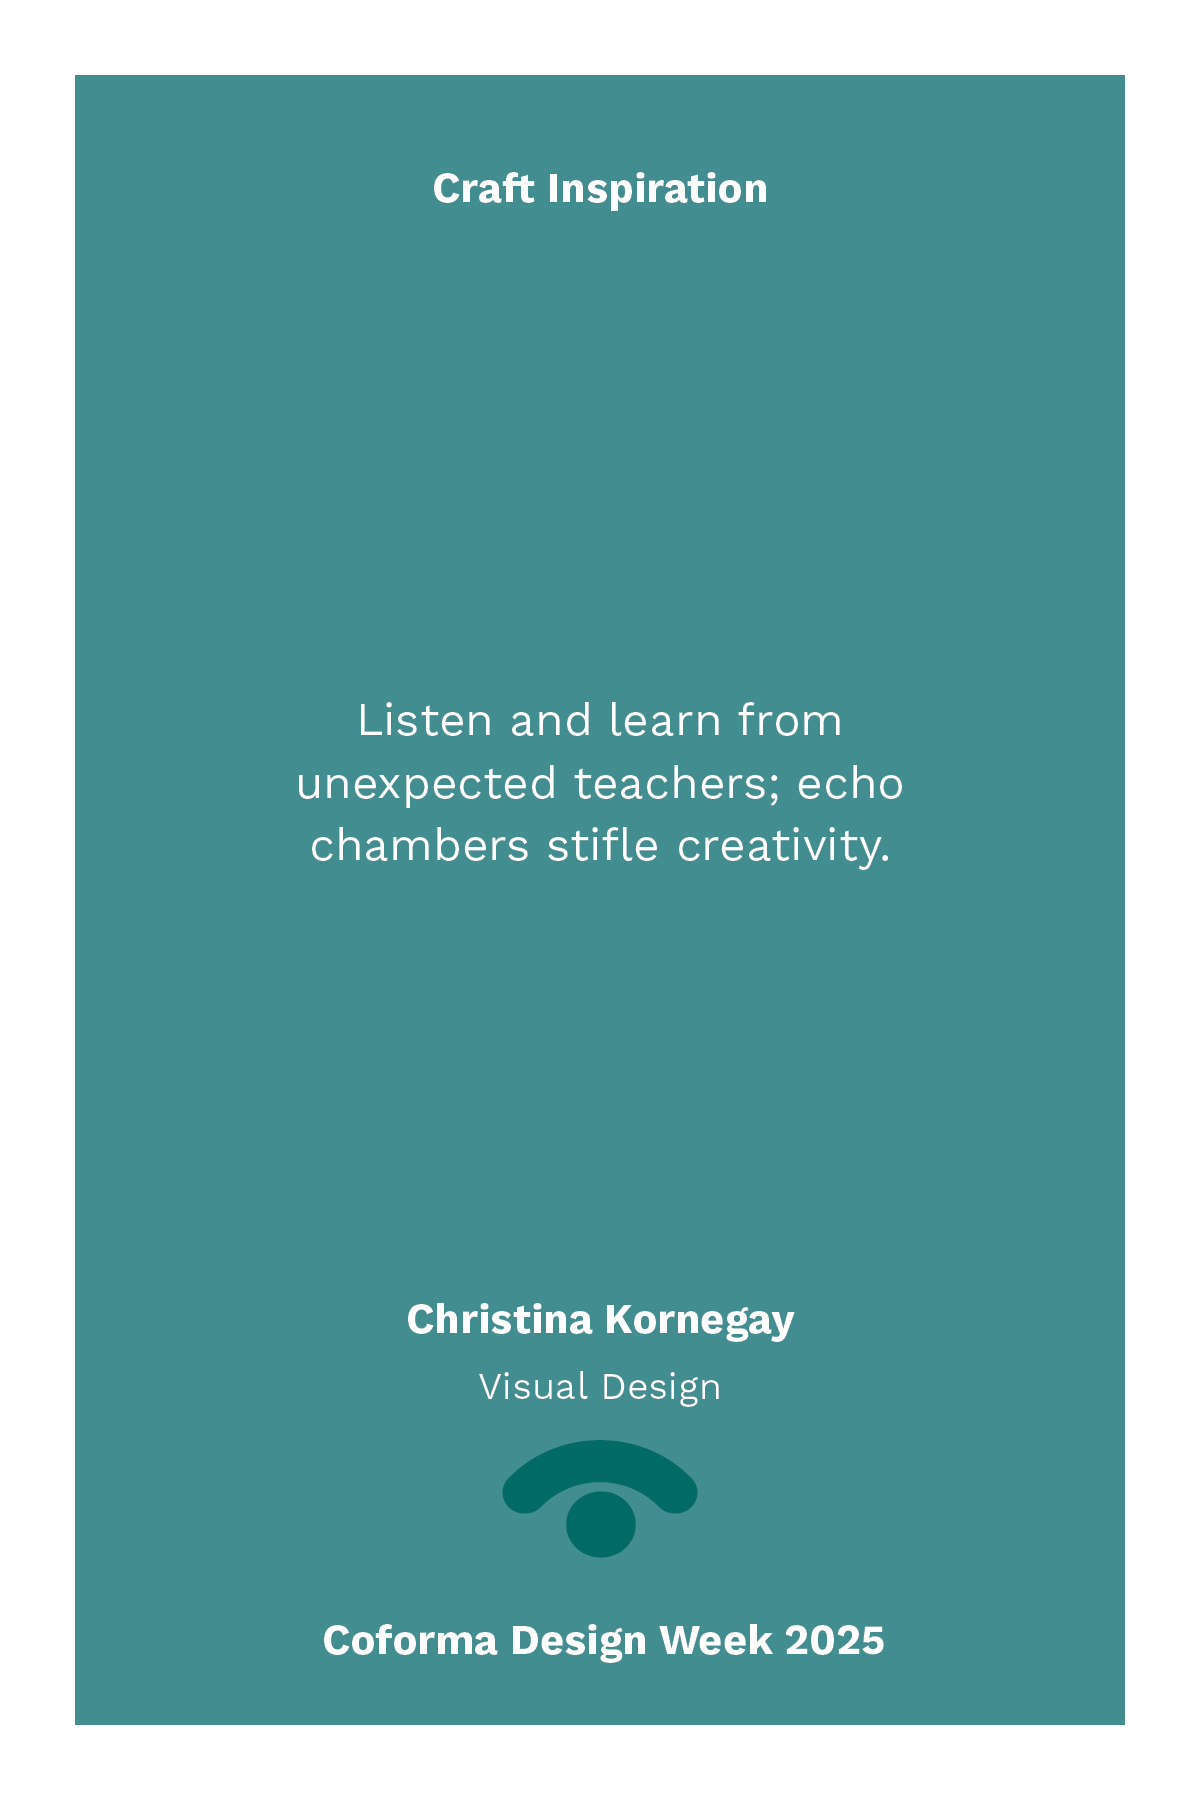 Craft Inspiration
Listen and learn from
unexpected teachers; echo
chambers stifle creativity.
Christina Kornegay
Visual Design
Coforma Design Week 2025